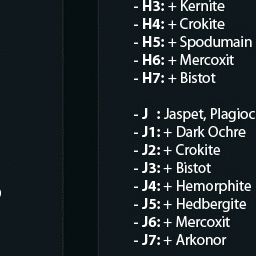 - H3: + Kernite
- H4: + Crokite
- H5: + Spodumain
- H6: + Mercoxit
- H7: + Bistot
- J : Jaspet, Plagioc
- J1: + Dark Ochre
- J2: + Crokite
- J3: + Bistot
- J4: + Hemorphite
- J5: + Hedbergite
- J6: + Mercoxit
- J7: + Arkonor